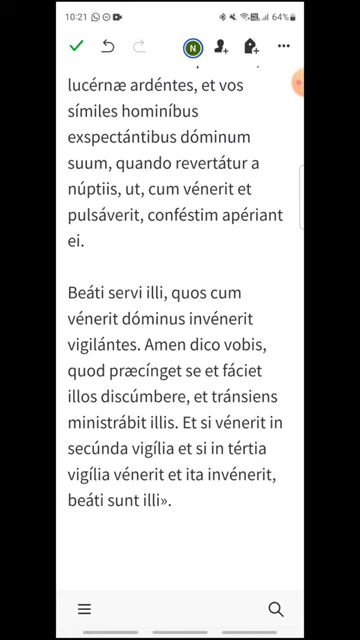 10:21
64%
N
lucérnæ ardéntes, et vos
símiles hominíbus
exspectántibus dóminum
suum, quando revertátur a
núptiis, ut, cum vénerit et
pulsáverit, conféstim apériant
ei.
Beáti servi illi, quos cum
vénerit dóminus invénerit
vigilántes. Amen dico vobis,
quod præcínget se et fáciet
illos discúmbere, et tránsiens
ministrábit illis. Et si vénerit in
secúnda vigília et si in tértia
vigília vénerit et ita invénerit,
beáti sunt illi».